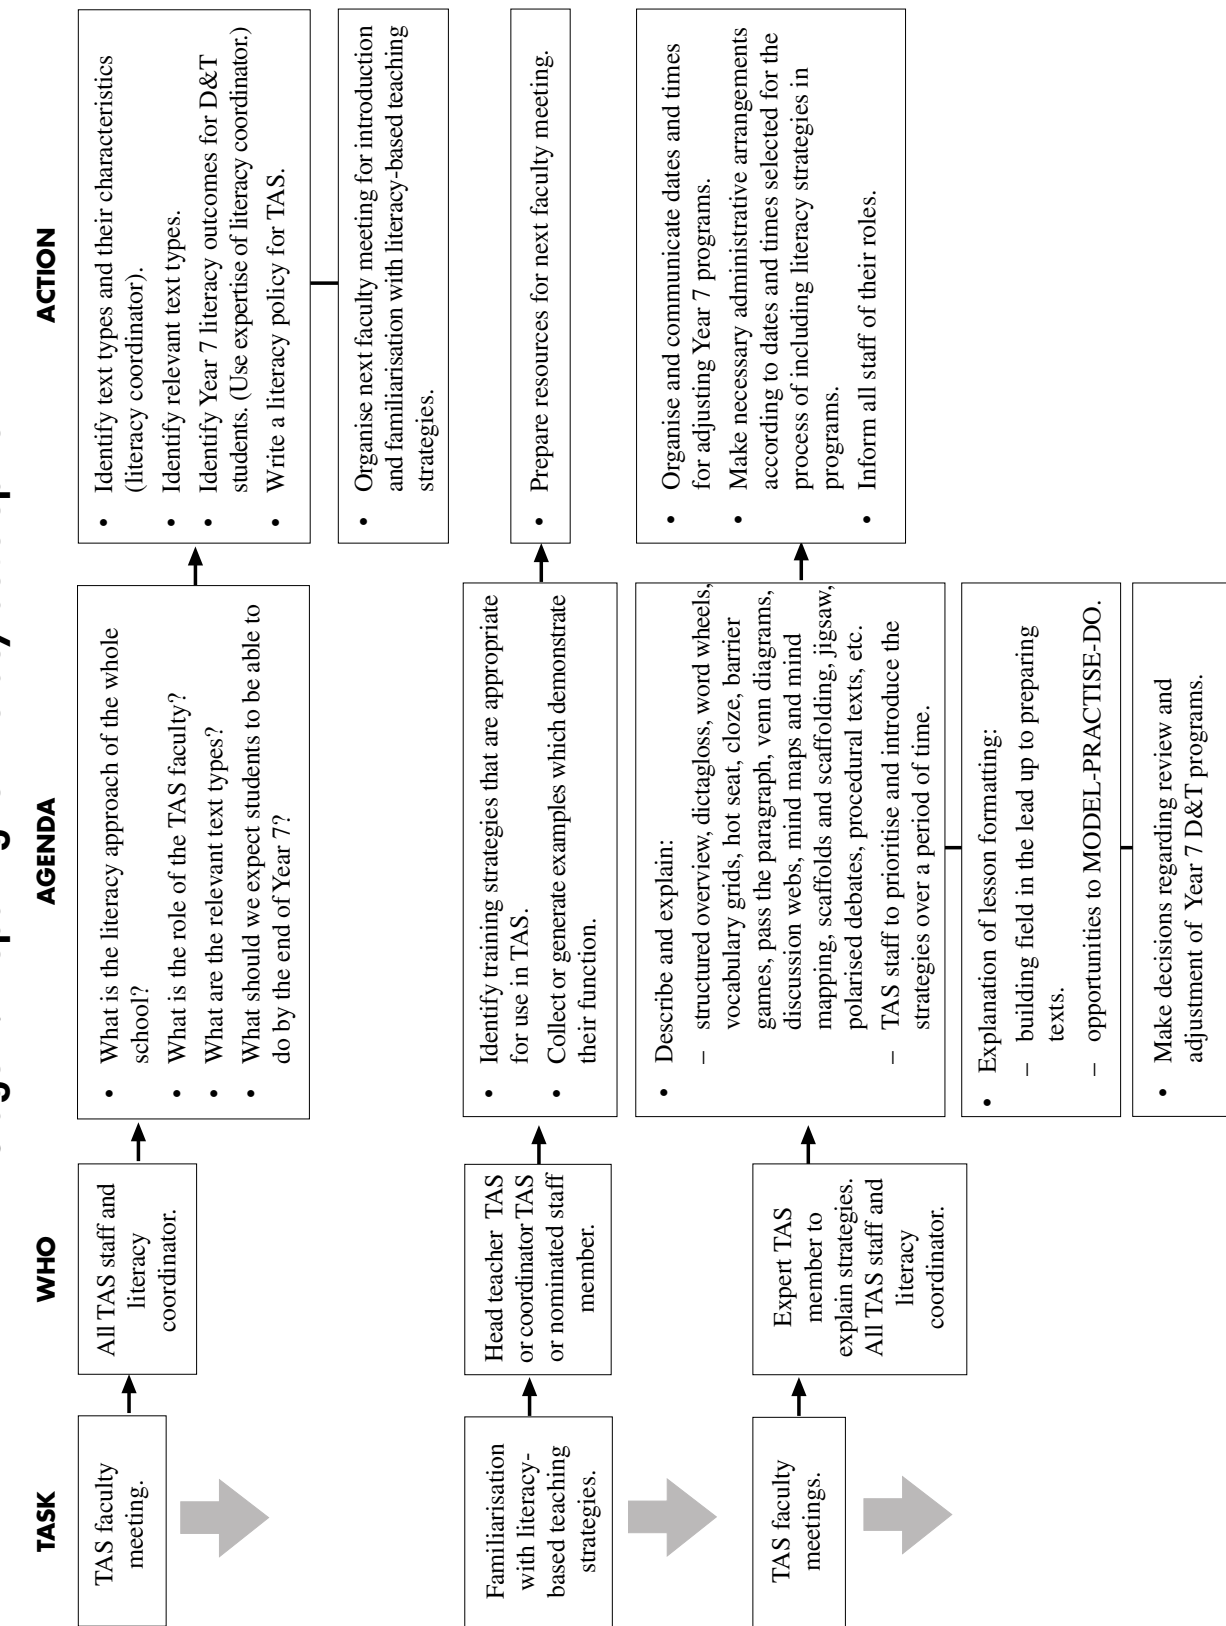 TASK
WHO
AGENDA
ACTION
TAS faculty
meeting.
All TAS staff and
literacy
coordinator.
• What is the literacy approach of the whole
school?
• What is the role of the TAS faculty?
• What are the relevant text types?
• What should we expect students to be able to
do by the end of Year 7?
• Identify text types and their characteristics
(literacy coordinator).
• Identify relevant text types.
• Identify Year 7 literacy outcomes for D&T
students. (Use expertise of literacy coordinator.)
• Write a literacy policy for TAS.
• Organise next faculty meeting for introduction
and familiarisation with literacy-based teaching
strategies.
Familiarisation
with literacy-
based teaching
strategies.
Head teacher TAS
or coordinator TAS
or nominated staff
member.
• Identify training strategies that are appropriate
for use in TAS.
• Collect or generate examples which demonstrate
their function.
• Prepare resources for next faculty meeting.
TAS faculty
meetings.
Expert TAS
member to
explain strategies.
All TAS staff and
literacy
coordinator.
• Describe and explain:
– structured overview, dictagloss, word wheels,
vocabulary grids, hot seat, cloze, barrier
games, pass the paragraph, venn diagrams,
discussion webs, mind maps and mind
mapping, scaffolds and scaffolding, jigsaw,
polarised debates, procedural texts, etc.
– TAS staff to prioritise and introduce the
strategies over a period of time.
• Explanation of lesson formatting:
– building field in the lead up to preparing
texts.
– opportunities to MODEL-PRACTISE-DO.
• Make decisions regarding review and
adjustment of Year 7 D&T programs.
• Organise and communicate dates and times
for adjusting Year 7 programs.
• Make necessary administrative arrangements
according to dates and times selected for the
process of including literacy strategies in
programs.
• Inform all staff of their roles.